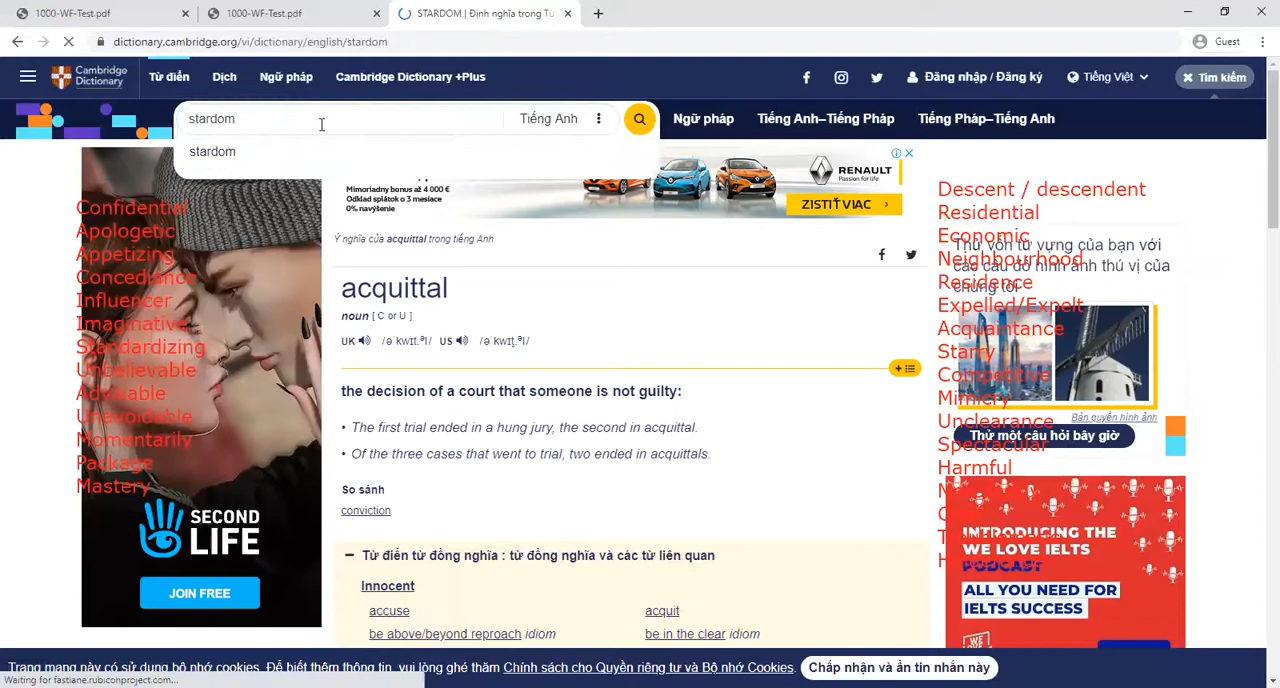 1000-WF-Test.pdf
1000-WF-Test.pdf
STARDOM | Định nghĩa trong Từ
dictionary.cambridge.org/vi/dictionary/english/stardom
Guest
Cambridge
Dictionary
Từ điển
Dịch
Ngữ pháp
Cambridge Dictionary +Plus
Đăng nhập / Đăng ký
Tiếng Việt
Tìm kiếm
stardom
Tiếng Anh
Ngữ pháp
Tiếng Anh–Tiếng Pháp
Tiếng Pháp–Tiếng Anh
stardom
Mimoriadny bonus až 4 000 €
Odklad splátok o 3 mesiace
0% navýšenie
RENAULT
Passion for life
ZISTIŤ VIAC
Confidential
Apologetic
Appetizing
Concediance
Influencer
Imaginative
Standardizing
Unbelievable
Advisable
Unavoidable
Momentarily
Package
Mastery
SECOND
LIFE
JOIN FREE
Ý nghĩa của acquittal trong tiếng Anh
acquittal
noun [ C or U ]
UK /əˈkwɪt.əl/ US /əˈkwɪt̬.əl/
the decision of a court that someone is not guilty:
• The first trial ended in a hung jury, the second in acquittal.
• Of the three cases that went to trial, two ended in acquittals.
So sánh
conviction
Từ điển từ đồng nghĩa : từ đồng nghĩa và các từ liên quan
Innocent
accuse
acquit
be above/beyond reproach idiom
be in the clear idiom
Descent / descendent
Residential
Economic
Neighbourhood
Residence
Expelled/Expelt
Acquaintance
Starry
Competitive
Mimicry
Unclearance
Spectacular
Harmful
Thử vốn từ vựng của bạn với
các câu đố hình ảnh thú vị của
chúng tôi
Bản quyền hình ảnh
Thử một câu hỏi bây giờ
INTRODUCING THE
WE LOVE IELTS
PODCAST
ALL YOU NEED FOR
IELTS SUCCESS
Trang mạng này có sử dụng bộ nhớ cookies. Để biết thêm thông tin, vui lòng ghé thăm Chính sách cho Quyền riêng tư và Bộ nhớ Cookies.
Chấp nhận và ẩn tin nhắn này
Waiting for fastlane.rubiconproject.com...